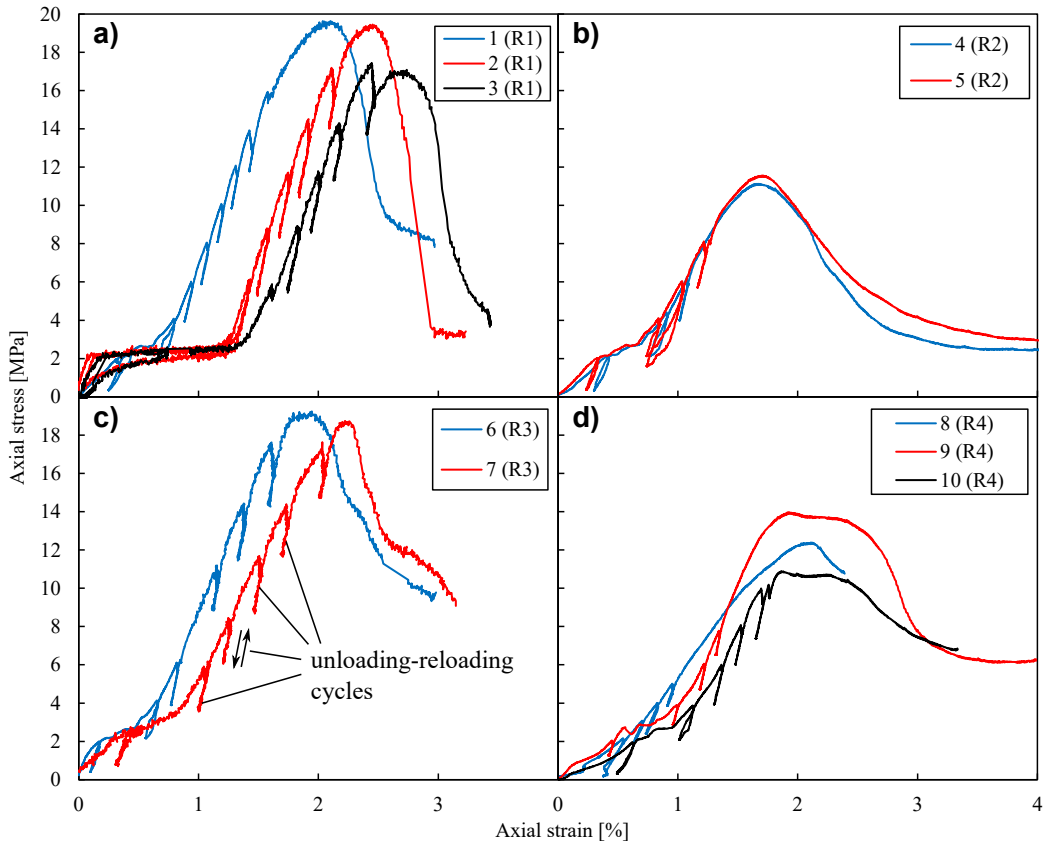 a)
1 (R1)
2 (R1)
3 (R1)
b)
4 (R2)
5 (R2)
20
18
16
14
12
10
8
6
4
2
0
Axial stress [MPa]
c)
6 (R3)
7 (R3)
unloading-reloading
cycles
d)
8 (R4)
9 (R4)
10 (R4)
18
16
14
12
10
8
6
4
2
0
0 1 2 3 0 1 2 3 4
Axial strain [%]